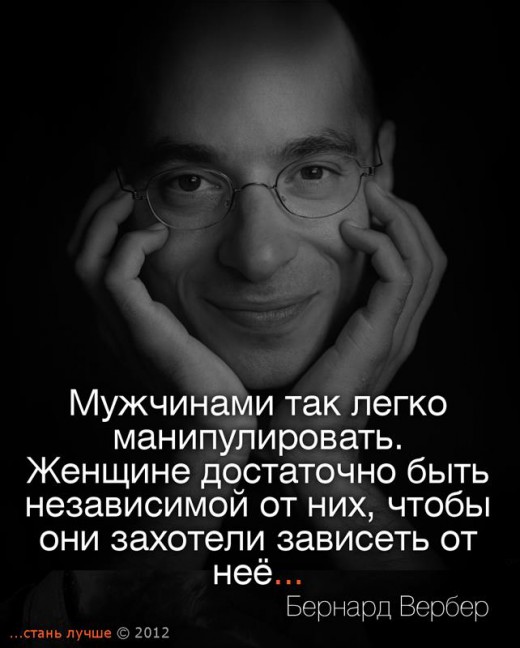 Мужчинами так легко
манипулировать.
Женщине достаточно быть
независимой от них, чтобы
они захотели зависеть от
неё...
Бернард Вербер
...стань лучше © 2012